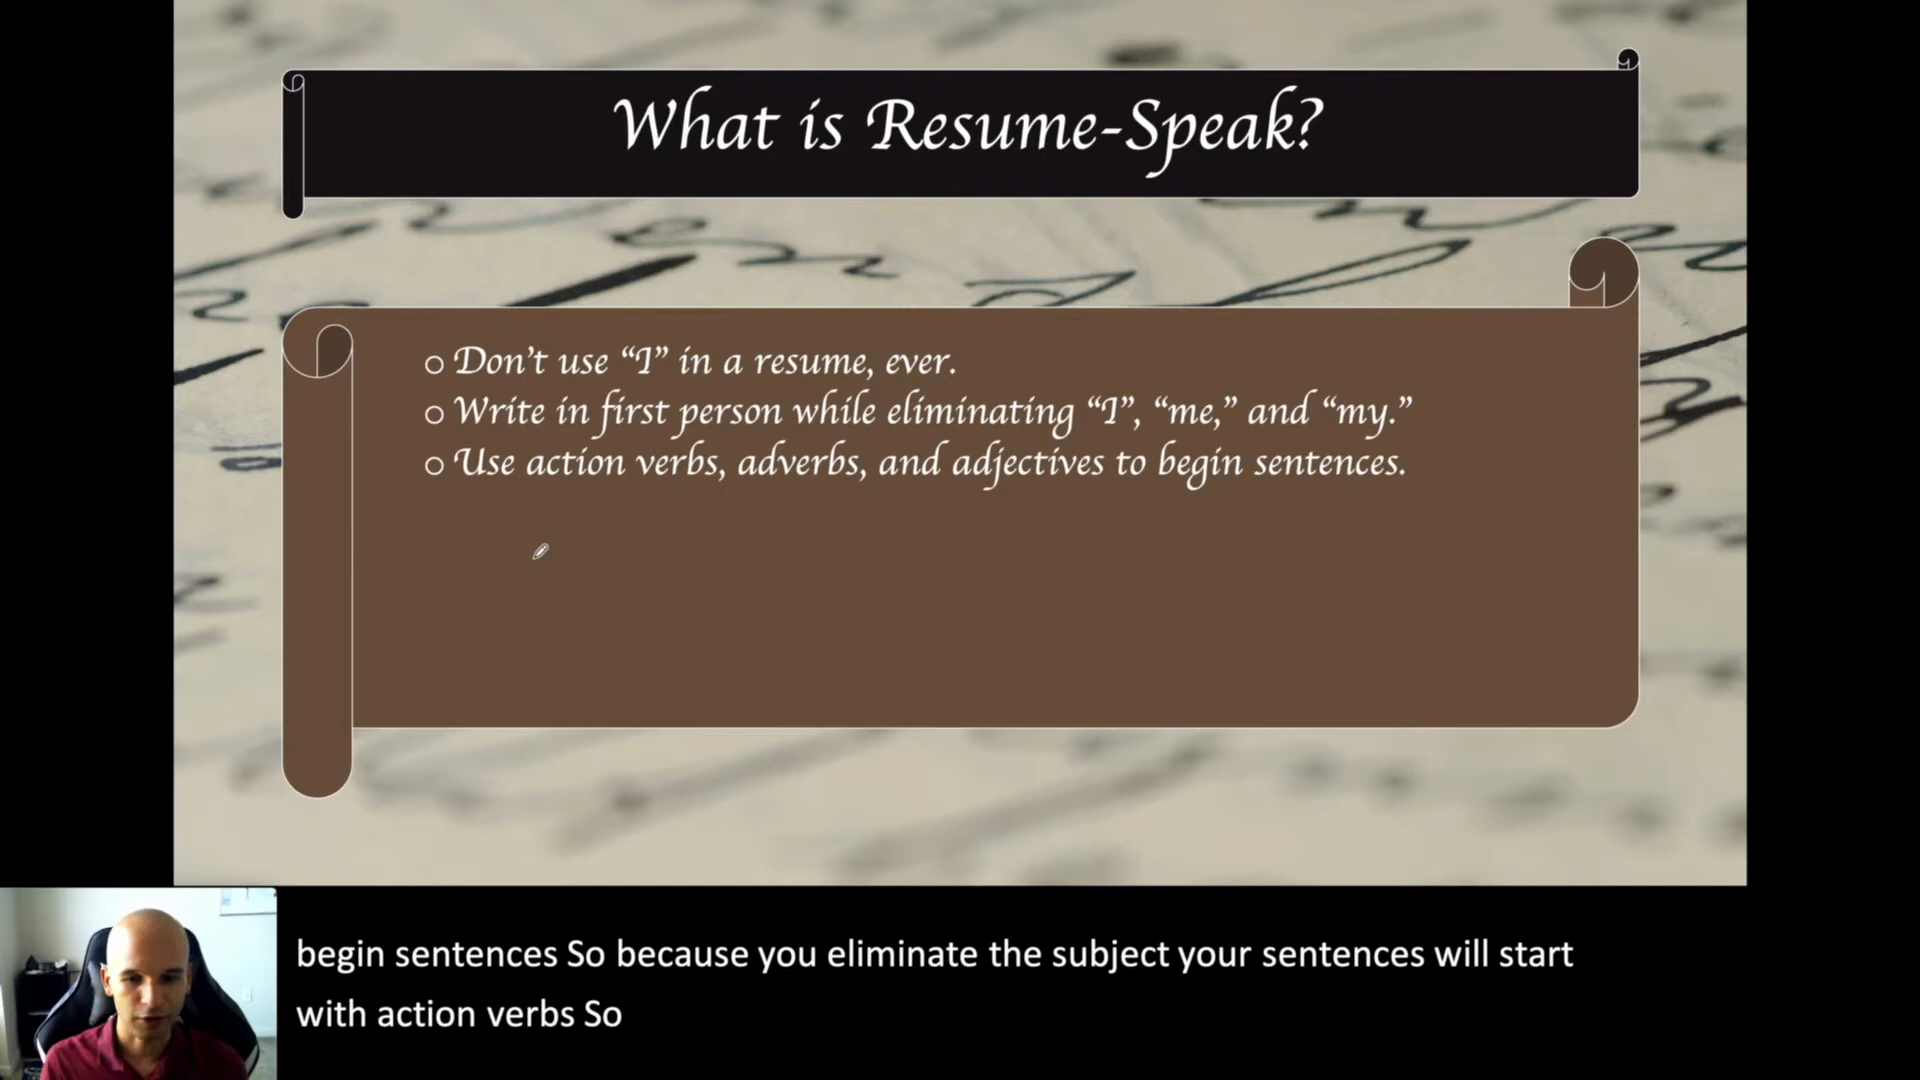 What is Resume-Speak?
Don't use “I” in a resume, ever.
Write in first person while eliminating “I”, “me,” and “my.”
Use action verbs, adverbs, and adjectives to begin sentences.
begin sentences So because you eliminate the subject your sentences will start
with action verbs So